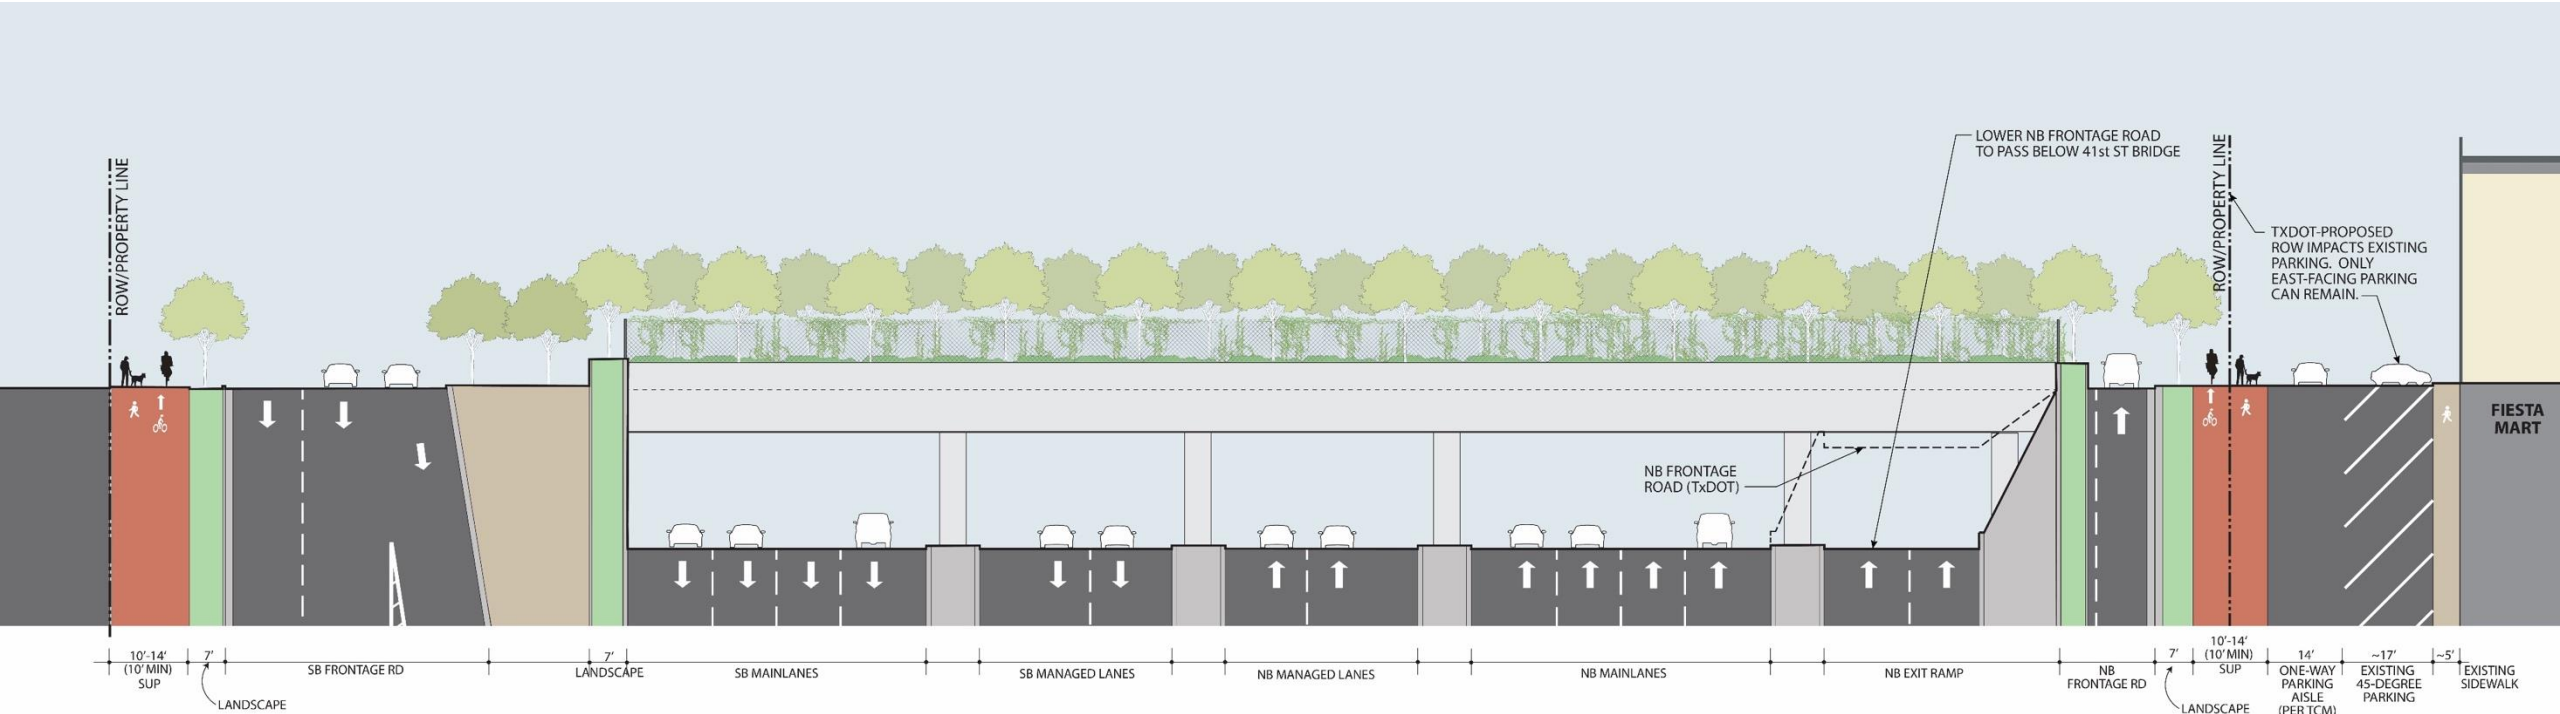 ROW/PROPERTY LINE
LOWER NB FRONTAGE ROAD
TO PASS BELOW 41st ST BRIDGE
ROW/PROPERTY LINE
TXDOT-PROPOSED
ROW IMPACTS EXISTING
PARKING. ONLY
EAST-FACING PARKING
CAN REMAIN.
FIESTA
MART
NB FRONTAGE
ROAD (TxDOT)
10'-14'
(10' MIN)
SUP
7'
LANDSCAPE
SB FRONTAGE RD
7'
LANDSCAPE
SB MAINLANES
SB MANAGED LANES
NB MANAGED LANES
NB MAINLANES
NB EXIT RAMP
NB
FRONTAGE RD
7'
LANDSCAPE
10'-14'
(10' MIN)
SUP
14'
ONE-WAY
PARKING
AISLE
(PER TCM)
~17'
EXISTING
45-DEGREE
PARKING
~5'
EXISTING
SIDEWALK